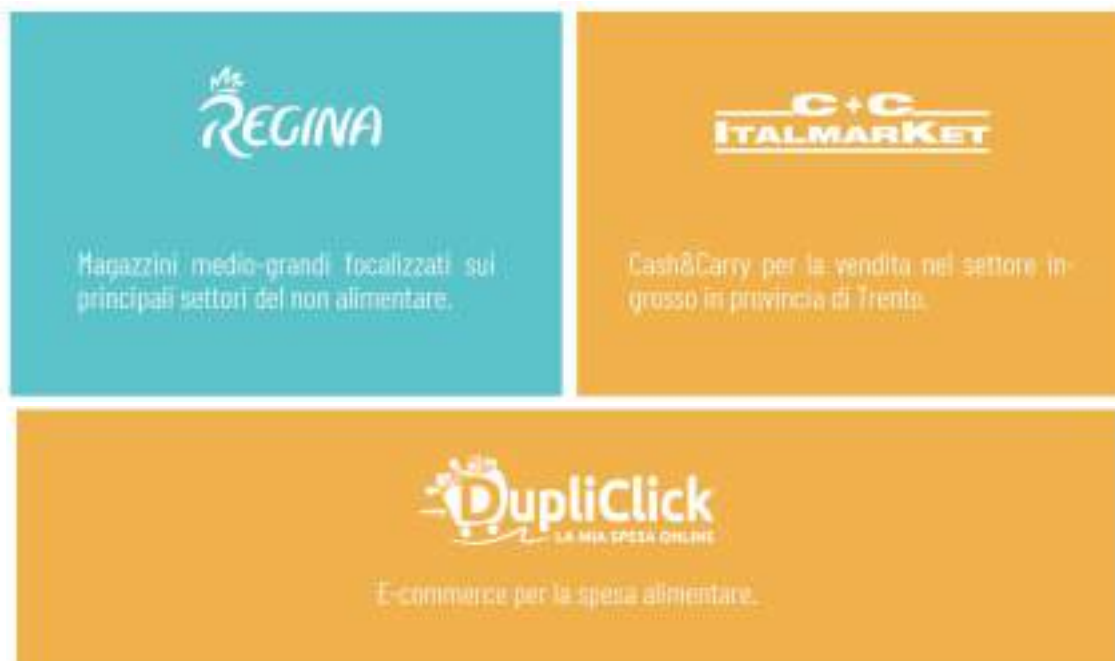 REGINA
Magazzini medio-grandi focalizzati sui
principali settori del non alimentare.
C+C
ITALMARKET
Cash&Carry per la vendita nel settore in-
grosso in provincia di Trento.
DupliClick
LA MIA SPESA ONLINE
E-commerce per la spesa alimentare.